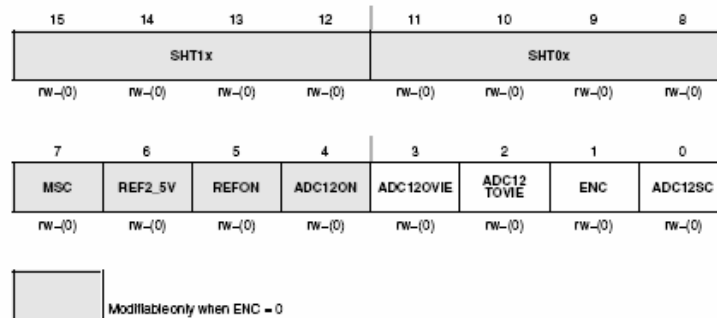 15 14 13 12 11 10 9 8
SHT1x SHT0x
rw–(0) rw–(0) rw–(0) rw–(0) rw–(0) rw–(0) rw–(0) rw–(0)
7 6 5 4 3 2 1 0
MSC REF2_5V REFON ADC12ON ADC12OVIE ADC12 TOVIE ENC ADC12SC
rw–(0) rw–(0) rw–(0) rw–(0) rw–(0) rw–(0) rw–(0) rw–(0)
Modifiable only when ENC = 0